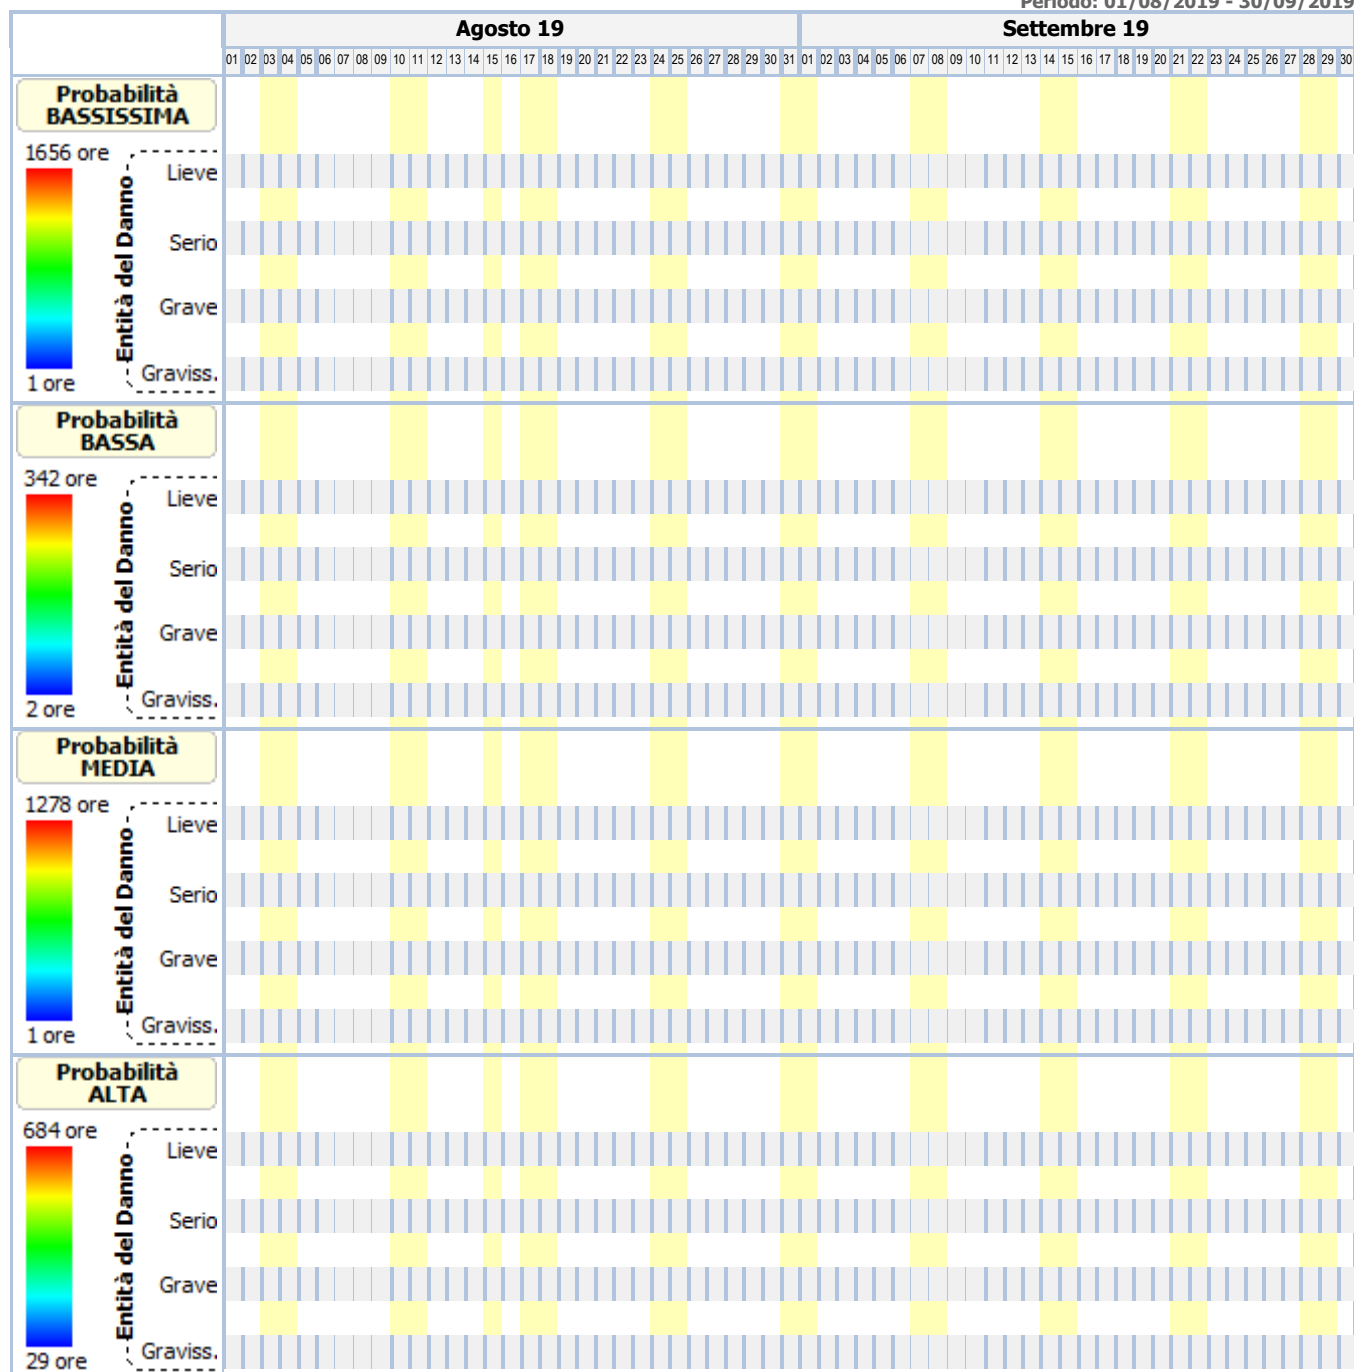 Periodo: 01/08/2019 - 30/09/2019
Agosto 19 Settembre 19
01 02 03 04 05 06 07 08 09 10 11 12 13 14 15 16 17 18 19 20 21 22 23 24 25 26 27 28 29 30 31 01 02 03 04 05 06 07 08 09 10 11 12 13 14 15 16 17 18 19 20 21 22 23 24 25 26 27 28 29 30
Probabilità
BASSISSIMA
1656 ore
Lieve
Entità del Danno
Serio
Grave
Graviss.
1 ore
Probabilità
BASSA
342 ore
Lieve
Entità del Danno
Serio
Grave
Graviss.
2 ore
Probabilità
MEDIA
1278 ore
Lieve
Entità del Danno
Serio
Grave
Graviss.
1 ore
Probabilità
ALTA
684 ore
Lieve
Entità del Danno
Serio
Grave
Graviss.
29 ore